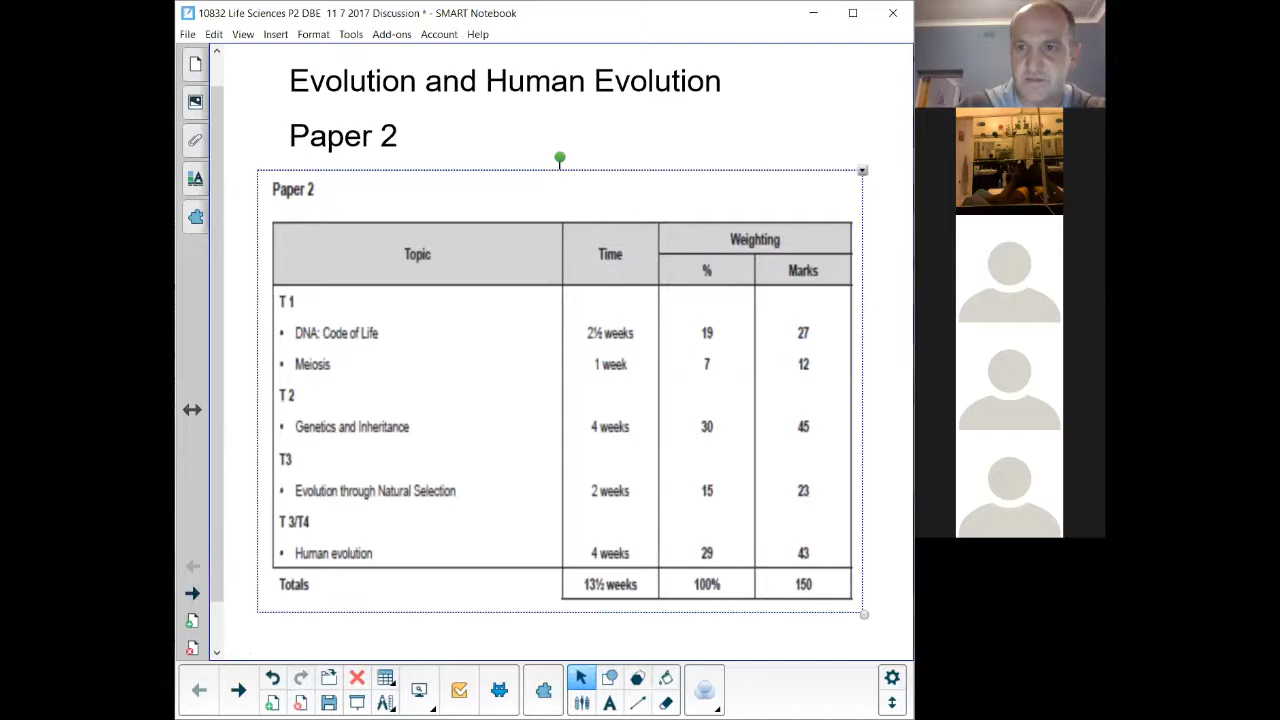 10832 Life Sciences P2 DBE 11 7 2017 Discussion * - SMART Notebook
File Edit View Insert Format Tools Add-ons Account Help
Evolution and Human Evolution
Paper 2
Paper 2
Topic Time Weighting
% Marks
T 1
• DNA: Code of Life 2½ weeks 19 27
• Meiosis 1 week 7 12
T 2
• Genetics and Inheritance 4 weeks 30 45
T3
• Evolution through Natural Selection 2 weeks 15 23
T 3/T4
• Human evolution 4 weeks 29 43
Totals 13½ weeks 100% 150